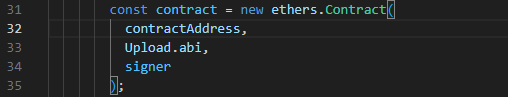 31 const contract = new ethers.Contract(
32 contractAddress,
33 Upload.abi,
34 signer
35 );